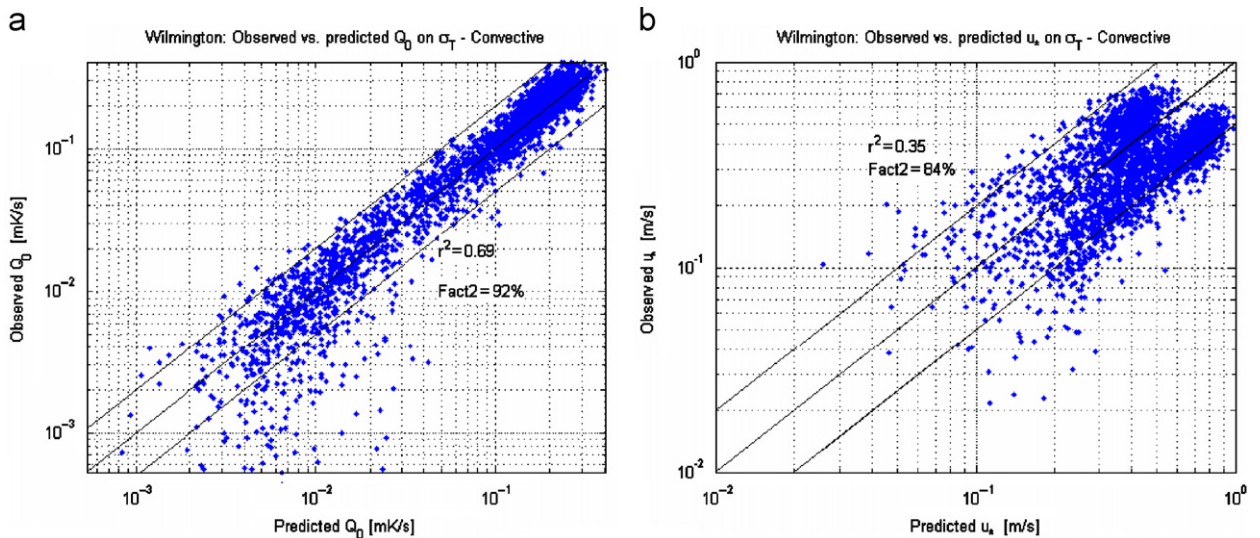 a
Wilmington: Observed vs. predicted Q₀ on σ_T - Convective
Observed Q₀ [mK/s]
10⁻¹
10⁻²
10⁻³
r²=0.69
Fact2=92%
10⁻³ 10⁻² 10⁻¹
Predicted Q₀ [mK/s]
b
Wilmington: Observed vs. predicted u* on σ_T - Convective
Observed u* [m/s]
10⁰
10⁻¹
10⁻²
r²=0.35
Fact2=84%
10⁻² 10⁻¹ 10⁰
Predicted u* [m/s]